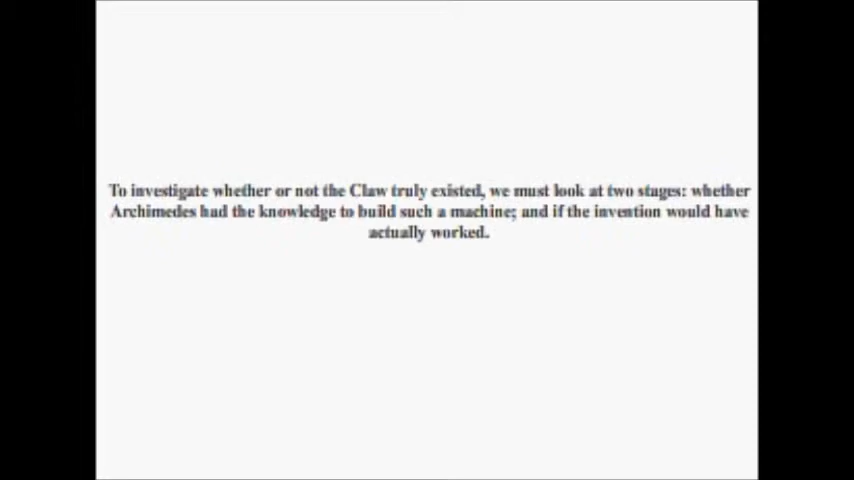 To investigate whether or not the Claw truly existed, we must look at two stages: whether
Archimedes had the knowledge to build such a machine; and if the invention would have
actually worked.